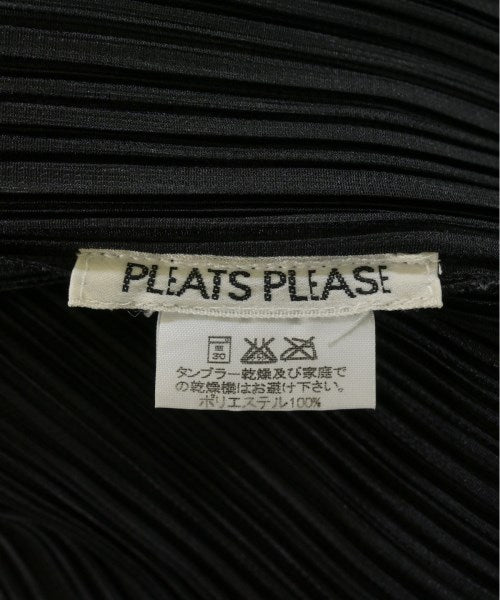 PLEATS PLEASE
タンブラー乾燥及び家庭で
の乾燥機はお避け下さい。
ポリエステル100%